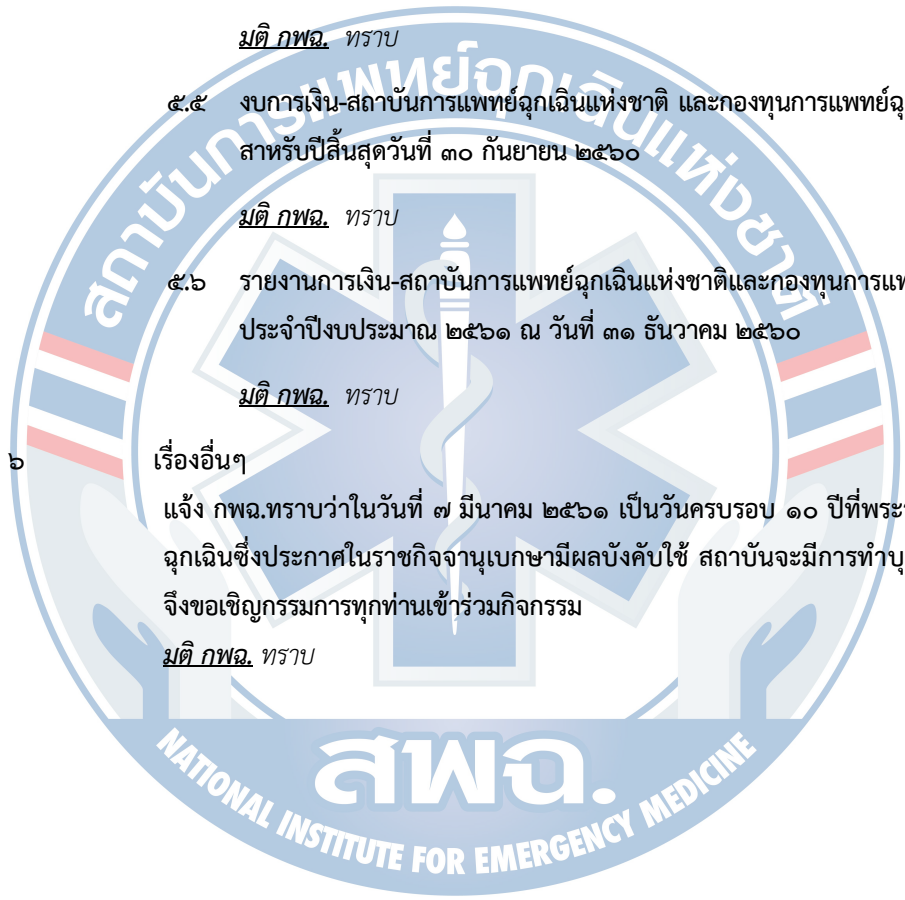 มติ กพฉ. ทราบ
๕.๕ งบการเงิน-สถาบันการแพทย์ฉุกเฉินแห่งชาติ และกองทุนการแพทย์ฉุ
สาหรับปีสิ้นสุดวันที่ ๓๐ กันยายน ๒๕๖๐
มติ กพฉ. ทราบ
๕.๖ รายงานการเงิน-สถาบันการแพทย์ฉุกเฉินแห่งชาติและกองทุนการแพ
ประจำปีงบประมาณ ๒๕๖๑ ณ วันที่ ๓๑ ธันวาคม ๒๕๖๐
มติ กพฉ. ทราบ
๖ เรื่องอื่นๆ
แจ้ง กพฉ.ทราบว่าในวันที่ ๗ มีนาคม ๒๕๖๑ เป็นวันครบรอบ ๑๐ ปีที่พระ
ฉุกเฉินซึ่งประกาศในราชกิจจานุเบกษามีผลบังคับใช้ สถาบันจะมีการทำบุ
จึงขอเชิญกรรมการทุกท่านเข้าร่วมกิจกรรม
มติ กพฉ. ทราบ
สถาบันการแพทย์ฉุกเฉินแห่งชาติ
สพฉ.
NATIONAL INSTITUTE FOR EMERGENCY MEDICINE